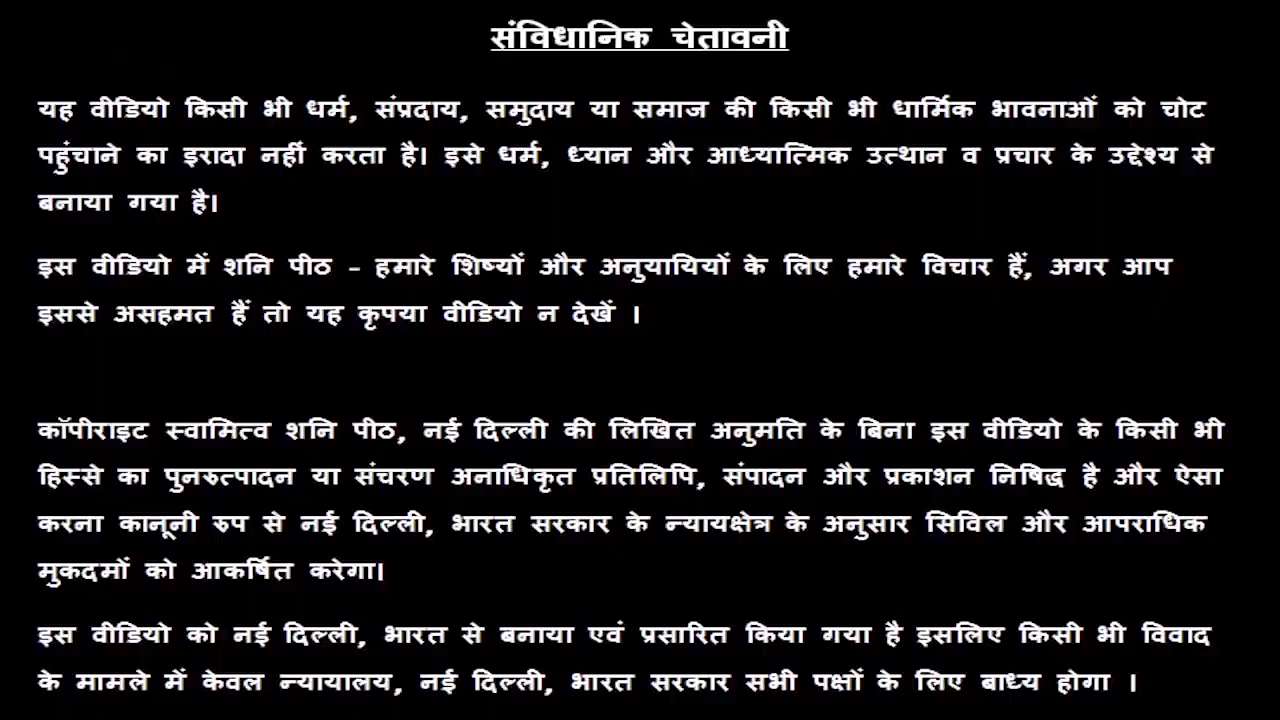 संविधानिक चेतावनी
यह वीडियो किसी भी धर्म, संप्रदाय, समुदाय या समाज की किसी भी धार्मिक भावनाओं को चोट
पहुंचाने का इरादा नहीं करता है। इसे धर्म, ध्यान और आध्यात्मिक उत्थान व प्रचार के उद्देश्य से
बनाया गया है।
इस वीडियो में शनि पीठ – हमारे शिष्यों और अनुयायियों के लिए हमारे विचार हैं, अगर आप
इससे असहमत हैं तो यह कृपया वीडियो न देखें ।
कॉपीराइट स्वामित्व शनि पीठ, नई दिल्ली की लिखित अनुमति के बिना इस वीडियो के किसी भी
हिस्से का पुनरुत्पादन या संचरण अनाधिकृत प्रतिलिपि, संपादन और प्रकाशन निषिद्ध है और ऐसा
करना कानूनी रुप से नई दिल्ली, भारत सरकार के न्यायक्षेत्र के अनुसार सिविल और आपराधिक
मुकदमों को आकर्षित करेगा।
इस वीडियो को नई दिल्ली, भारत से बनाया एवं प्रसारित किया गया है इसलिए किसी भी विवाद
के मामले में केवल न्यायालय, नई दिल्ली, भारत सरकार सभी पक्षों के लिए बाध्य होगा ।